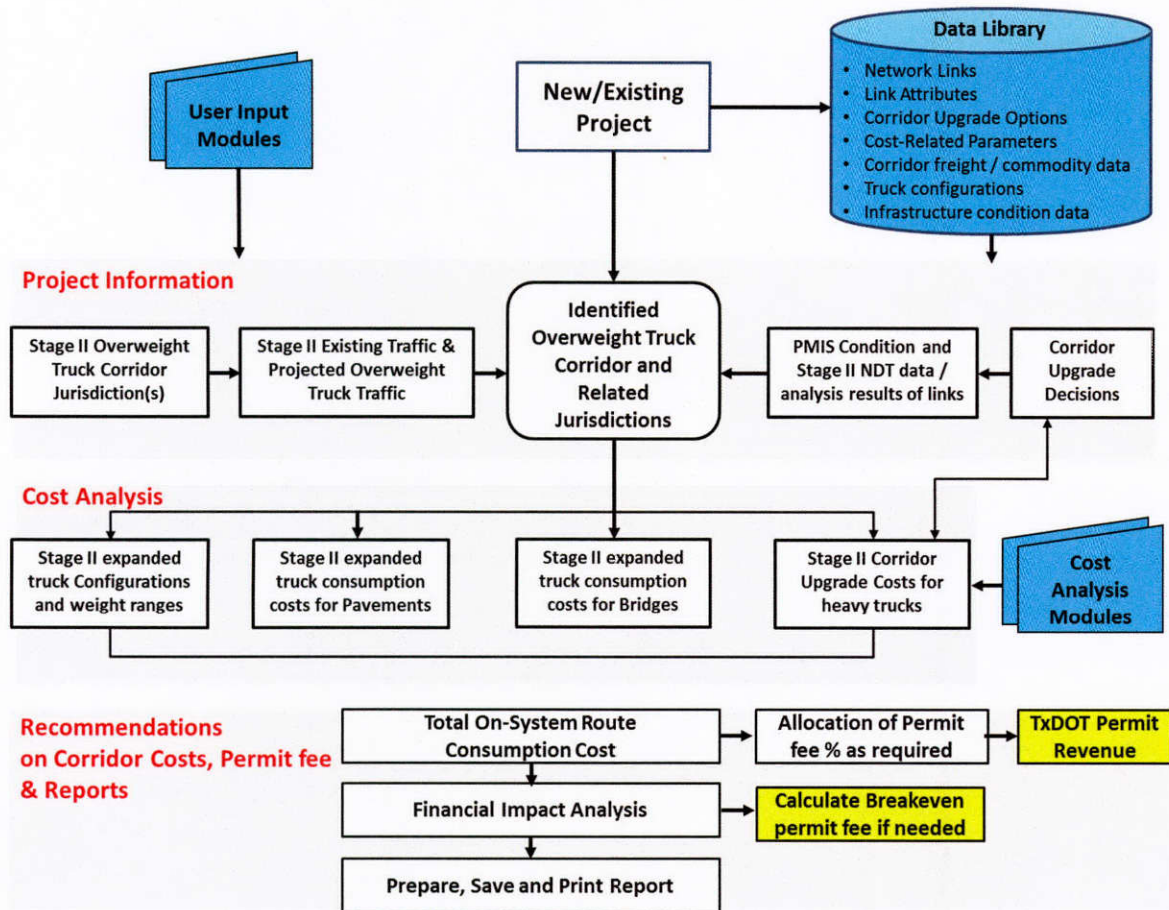 Data Library
• Network Links
• Link Attributes
• Corridor Upgrade Options
• Cost-Related Parameters
• Corridor freight / commodity data
• Truck configurations
• Infrastructure condition data
New/Existing
Project
User Input
Modules
Project Information
Stage II Overweight
Truck Corridor
Jurisdiction(s)
Stage II Existing Traffic &
Projected Overweight
Truck Traffic
Identified
Overweight Truck
Corridor and
Related
Jurisdictions
PMIS Condition and
Stage II NDT data /
analysis results of links
Corridor
Upgrade
Decisions
Cost Analysis
Stage II expanded
truck Configurations
and weight ranges
Stage II expanded
truck consumption
costs for Pavements
Stage II expanded
truck consumption
costs for Bridges
Stage II Corridor
Upgrade Costs for
heavy trucks
Cost
Analysis
Modules
Recommendations
on Corridor Costs, Permit fee
& Reports
Total On-System Route
Consumption Cost
Allocation of Permit
fee % as required
TxDOT Permit
Revenue
Financial Impact Analysis
Calculate Breakeven
permit fee if needed
Prepare, Save and Print Report